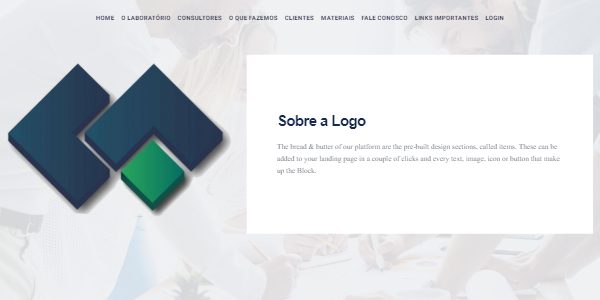 HOME O LABORATÓRIO CONSULTORES O QUE FAZEMOS CLIENTES MATERIAIS FALE CONOSCO LINKS IMPORTANTES LOGIN
Sobre a Logo
The bread & butter of our platform are the pre-built design sections, called items. These can be
added to your landing page in a couple of clicks and every text, image, icon or button that make
up the Block.